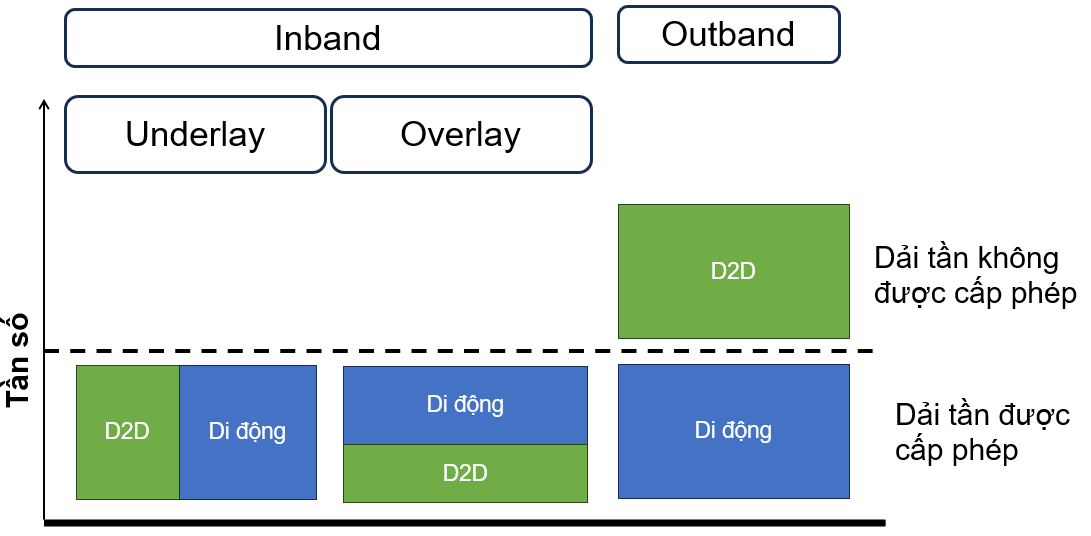 Inband
Outband
Underlay
Overlay
D2D
Dải tần không
được cấp phép
Tần số
D2D
Di động
Di động
D2D
Di động
Dải tần được
cấp phép